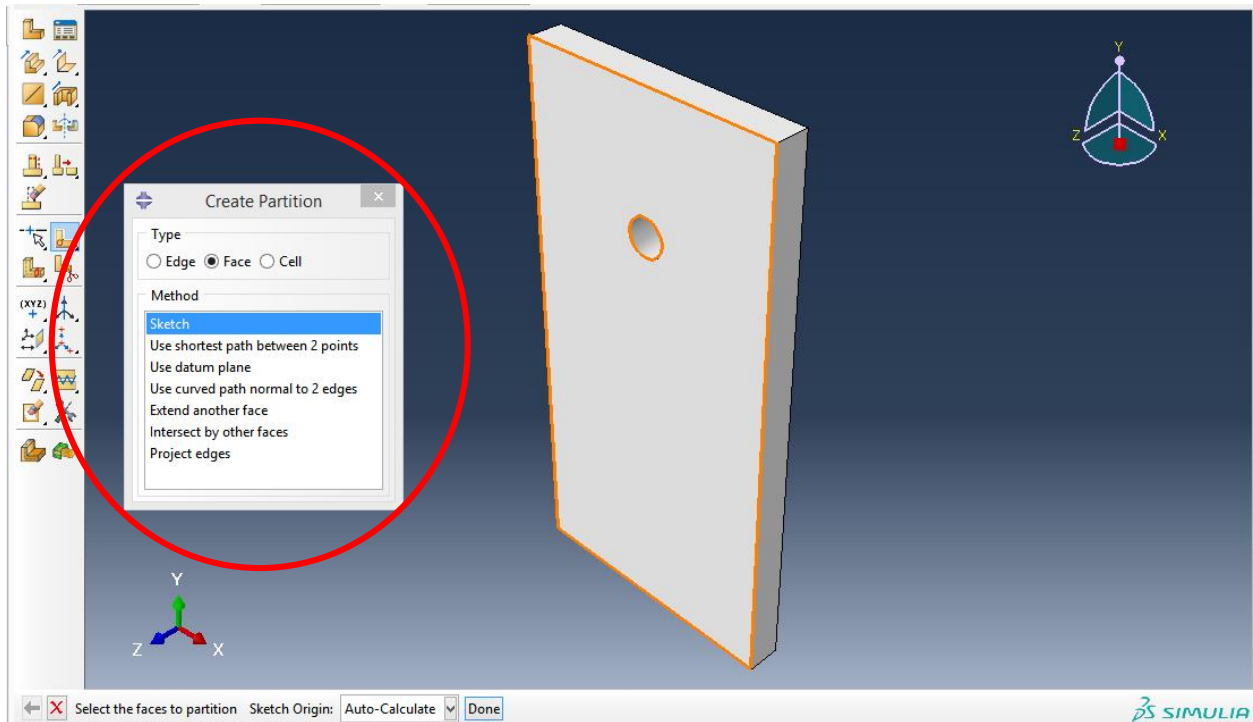 Create Partition
Type
Edge Face Cell
Method
Sketch
Use shortest path between 2 points
Use datum plane
Use curved path normal to 2 edges
Extend another face
Intersect by other faces
Project edges
(XYZ)
Y
Z X
Y
Z X
Select the faces to partition Sketch Origin: Auto-Calculate Done
SIMULIA